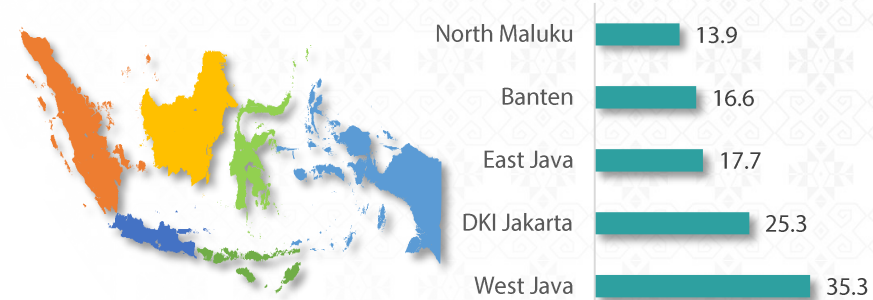 North Maluku 13.9
Banten 16.6
East Java 17.7
DKI Jakarta 25.3
West Java 35.3